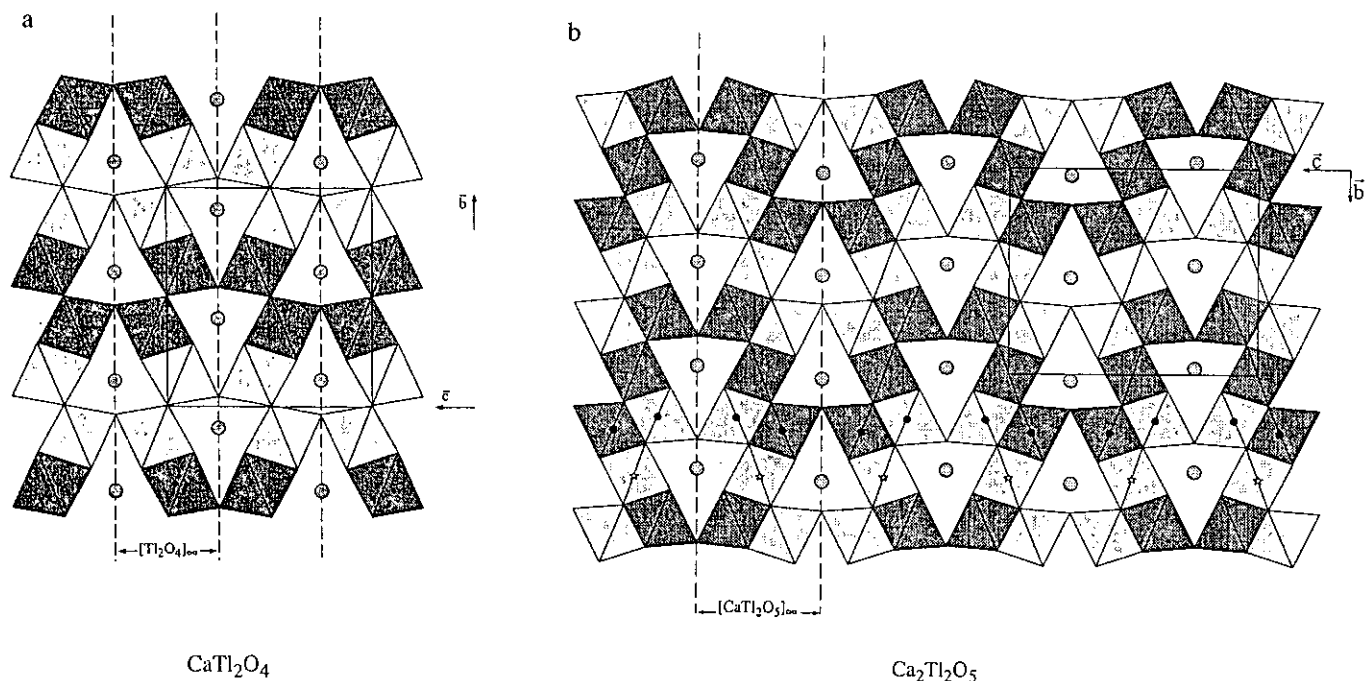 a
b
c⃗
b⃗
b⃗
c⃗
[Tl₂O₄]∞
[CaTl₂O₅]∞
CaTl₂O₄
Ca₂Tl₂O₅